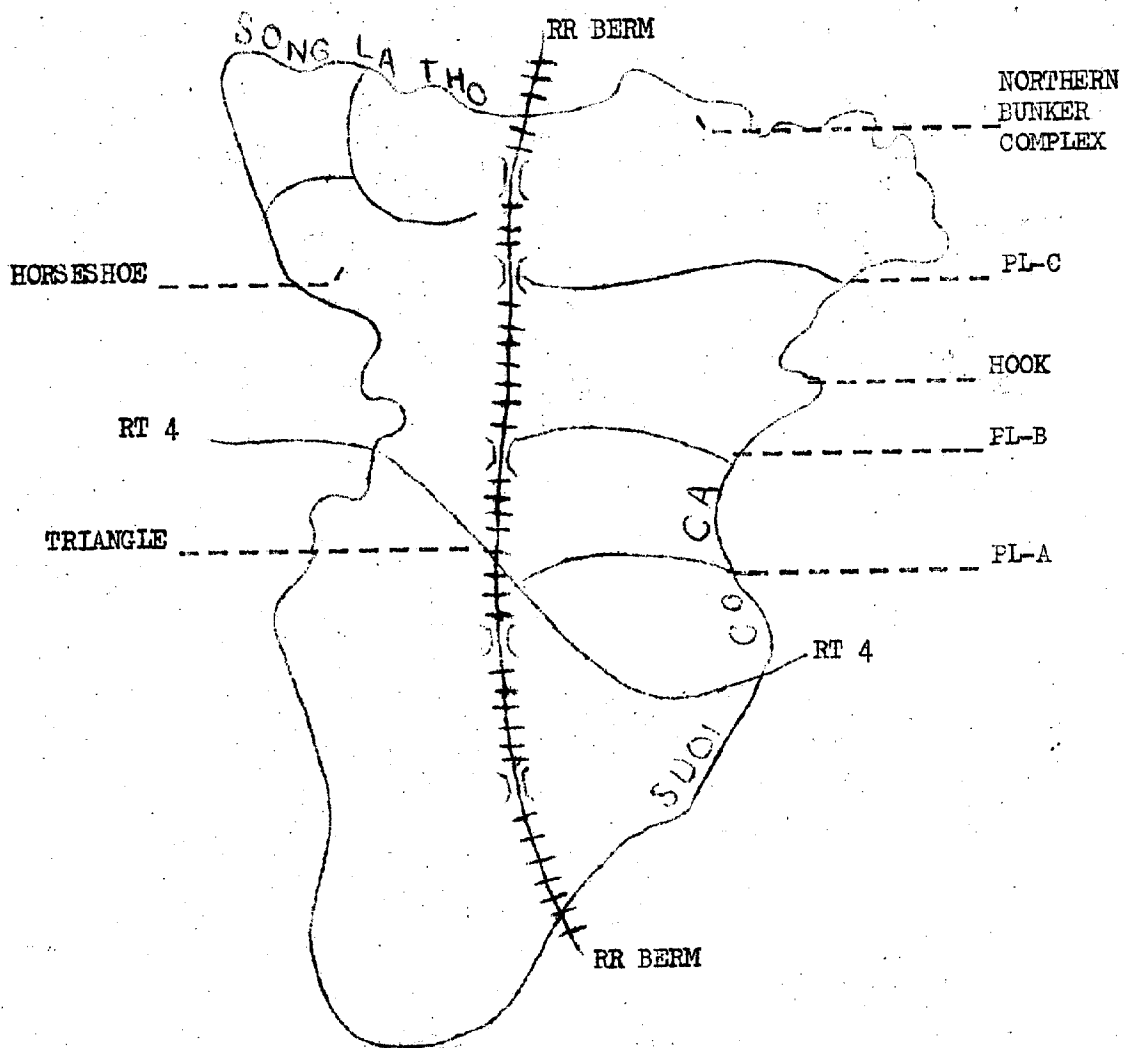 RR BERM
SONG LA THO
NORTHERN
BUNKER
COMPLEX
HORSESHOE
PL-C
HOOK
RT 4
PL-B
TRIANGLE
PL-A
RT 4
SUOI CO CA
RR BERM